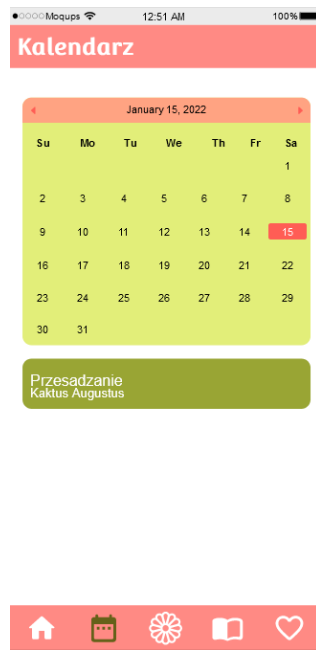 Moqups 12:51 AM 100%
Kalendarz
January 15, 2022
Su Mo Tu We Th Fr Sa
1
2 3 4 5 6 7 8
9 10 11 12 13 14 15
16 17 18 19 20 21 22
23 24 25 26 27 28 29
30 31
Przesadzanie
Kaktus Augustus